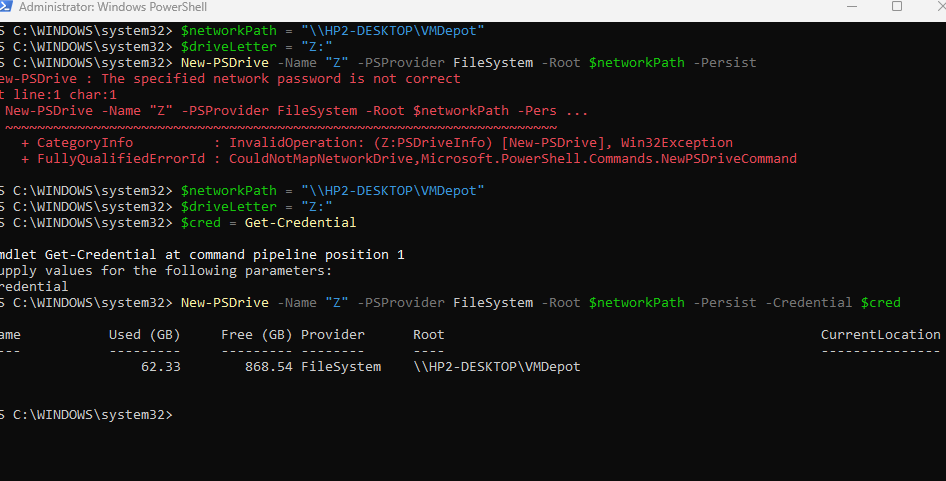 Administrator: Windows PowerShell
S C:\WINDOWS\system32> $networkPath = "\\HP2-DESKTOP\VMDepot"
S C:\WINDOWS\system32> $driveLetter = "Z:"
S C:\WINDOWS\system32> New-PSDrive -Name "Z" -PSProvider FileSystem -Root $networkPath -Persist
ew-PSDrive : The specified network password is not correct
t line:1 char:1
New-PSDrive -Name "Z" -PSProvider FileSystem -Root $networkPath -Pers ...
~~~~~~~~~~~~~~~~~~~~~~~~~~~~~~~~~~~~~~~~~~~~~~~~~~~~~~~~~~~~~~~~~~~~~
+ CategoryInfo          : InvalidOperation: (Z:PSDriveInfo) [New-PSDrive], Win32Exception
+ FullyQualifiedErrorId : CouldNotMapNetworkDrive,Microsoft.PowerShell.Commands.NewPSDriveCommand
S C:\WINDOWS\system32> $networkPath = "\\HP2-DESKTOP\VMDepot"
S C:\WINDOWS\system32> $driveLetter = "Z:"
S C:\WINDOWS\system32> $cred = Get-Credential
mdlet Get-Credential at command pipeline position 1
upply values for the following parameters:
redential
S C:\WINDOWS\system32> New-PSDrive -Name "Z" -PSProvider FileSystem -Root $networkPath -Persist -Credential $cred
ame           Used (GB)     Free (GB) Provider      Root                                                   CurrentLocation
---           ---------     --------- --------      ----                                                   ---------------
62.33        868.54 FileSystem    \\HP2-DESKTOP\VMDepot
S C:\WINDOWS\system32>